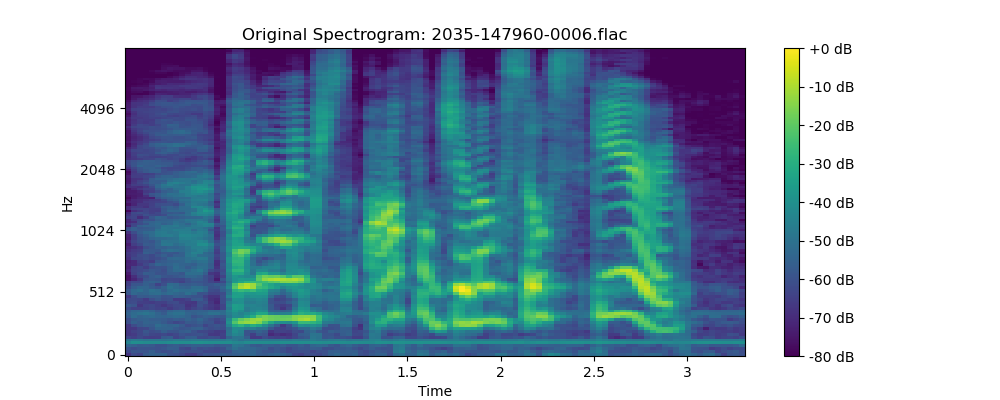 Original Spectrogram: 2035-147960-0006.flac
Hz
4096
2048
1024
512
0
0
0.5
1
1.5
2
2.5
3
Time
+0 dB
-10 dB
-20 dB
-30 dB
-40 dB
-50 dB
-60 dB
-70 dB
-80 dB